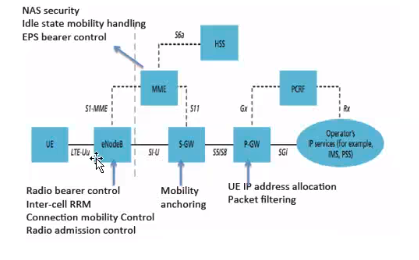 NAS security
Idle state mobility handling
EPS bearer control
S6a
HSS
MME
PCRF
S1-MME
S11
Gx
Rx
UE
eNodeB
S-GW
P-GW
Operator's
IP services (for example,
IMS, PSS)
LTE-Uu
SI-U
S5/S8
SGi
Radio bearer control
Inter-cell RRM
Connection mobility Control
Radio admission control
Mobility
anchoring
UE IP address allocation
Packet filtering